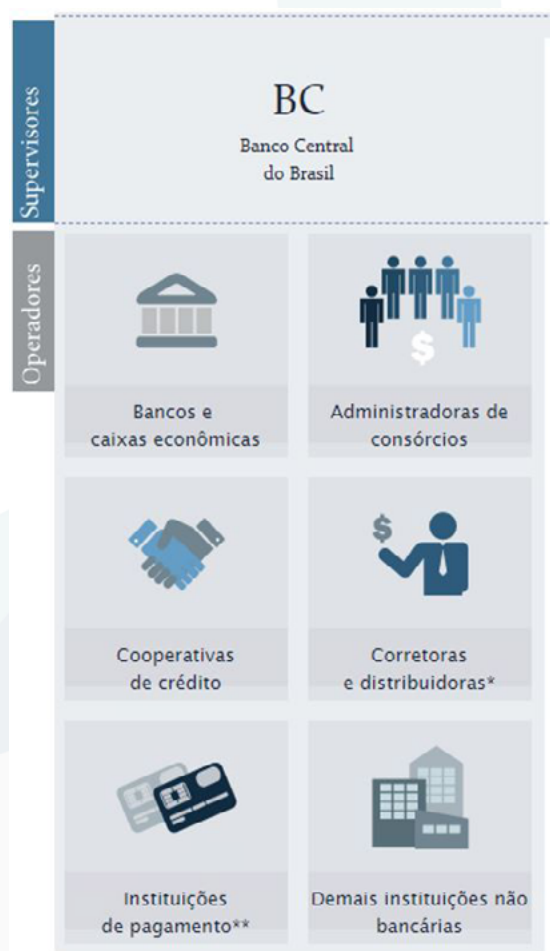 Supervisores
BC
Banco Central
do Brasil
Operadores
Bancos e
caixas econômicas
Administradoras de
consórcios
Cooperativas
de crédito
$
Corretoras
e distribuidoras*
Instituições
de pagamento**
Demais instituições não
bancárias